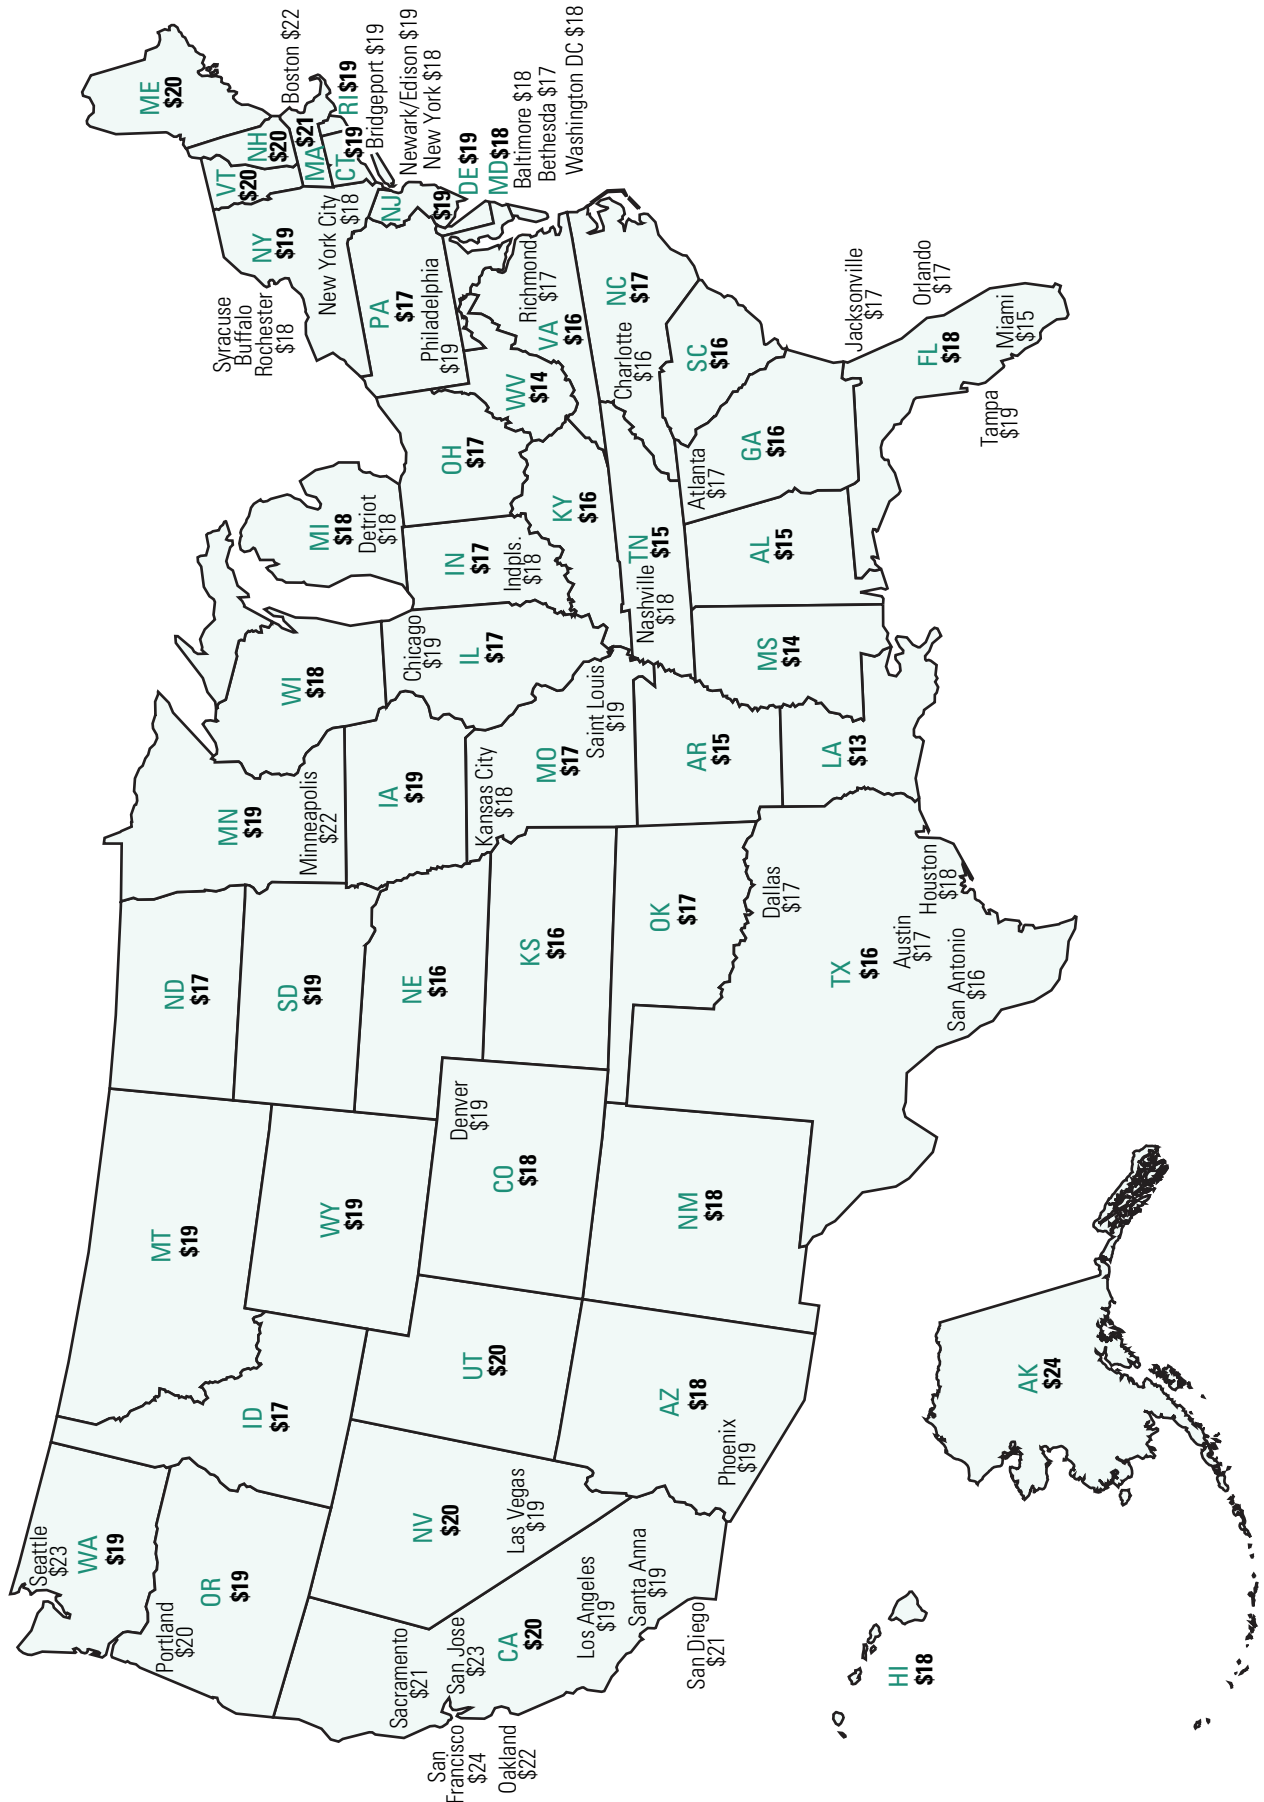 Seattle
$23
WA
$19
Portland
$20
OR
$19
Sacramento
$21
San
Francisco
$24
Oakland
$22
San Jose
$23
CA
$20
Los Angeles
$19
Santa Anna
$19
San Diego
$21
NV
$20
Las Vegas
$19
ID
$17
MT
$19
WY
$19
UT
$20
AZ
$18
Phoenix
$19
CO
$18
Denver
$19
NM
$18
ND
$17
SD
$19
NE
$16
KS
$16
OK
$17
TX
$16
Dallas
$17
Austin
$17
Houston
$18
San Antonio
$16
MN
$19
Minneapolis
$22
IA
$19
Kansas City
$18
MO
$17
Saint Louis
$19
AR
$15
LA
$13
WI
$18
Chicago
$19
IL
$17
MI
$18
Detriot
$18
IN
$17
Indpls.
$18
OH
$17
KY
$16
Nashville
$18
TN
$15
MS
$14
AL
$15
Atlanta
$17
GA
$16
FL
$18
Jacksonville
$17
Orlando
$17
Tampa
$19
Miami
$15
SC
$16
NC
$17
Charlotte
$16
WV
$14
VA
$16
Richmond
$17
PA
$17
Philadelphia
$19
Syracuse
Buffalo
Rochester
$18
NY
$19
New York City
$18
VT
$20
NH
$20
ME
$20
Boston $22
MA
$21
RI $19
CT
$19
Bridgeport $19
NJ
$19
Newark/Edison $19
New York $18
DE $19
MD $18
Baltimore $18
Bethesda $17
Washington DC $18
HI
$18
AK
$24